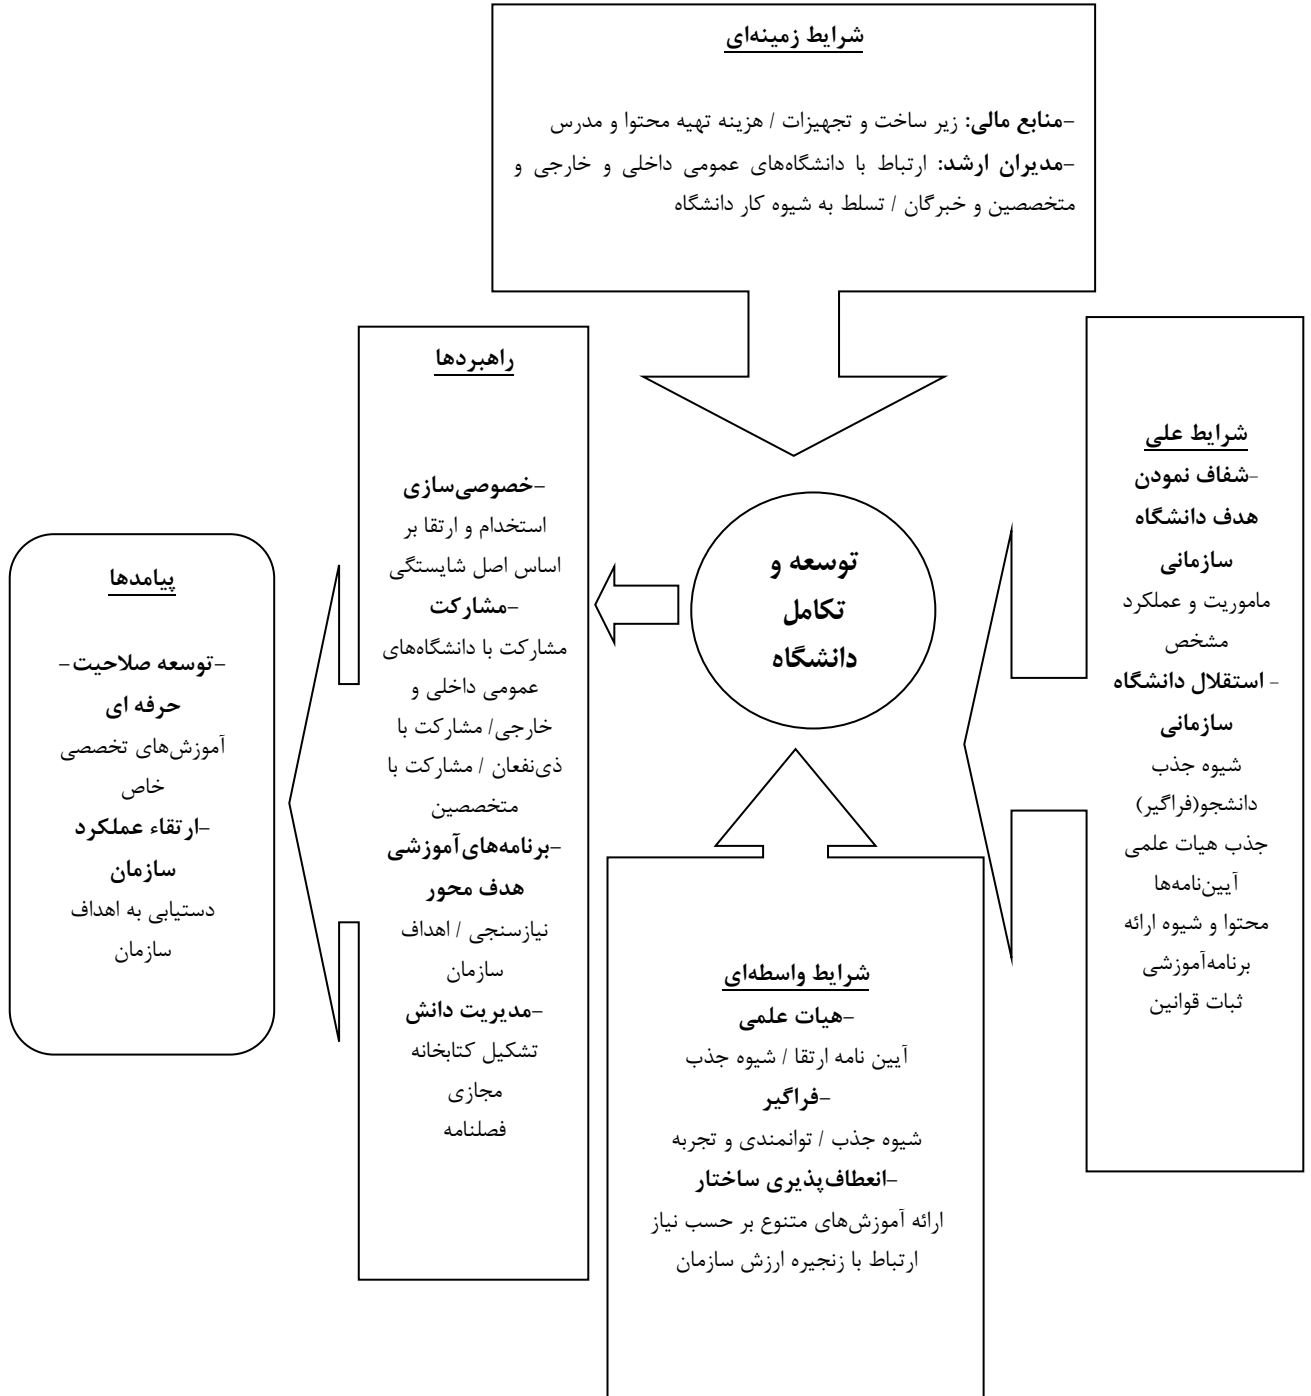 شرایط زمینه‌ای
-منابع مالی: زیر ساخت و تجهیزات / هزینه تهیه محتوا و مدرس
-مدیران ارشد: ارتباط با دانشگاه‌های عمومی داخلی و خارجی و
متخصصین و خبرگان / تسلط به شیوه کار دانشگاه
شرایط علی
-شفاف نمودن
هدف دانشگاه
سازمانی
ماموریت و عملکرد
مشخص
- استقلال دانشگاه
سازمانی
شیوه جذب
دانشجو(فراگیر)
جذب هیات علمی
آیین‌نامه‌ها
محتوا و شیوه ارائه
برنامه‌آموزشی
ثبات قوانین
توسعه و
تکامل
دانشگاه
شرایط واسطه‌ای
-هیات علمی
آیین نامه ارتقا / شیوه جذب
-فراگیر
شیوه جذب / توانمندی و تجربه
-انعطاف‌پذیری ساختار
ارائه آموزش‌های متنوع بر حسب نیاز
ارتباط با زنجیره ارزش سازمان
راهبردها
-خصوصی‌سازی
استخدام و ارتقا بر
اساس اصل شایستگی
-مشارکت
مشارکت با دانشگاه‌های
عمومی داخلی و
خارجی/ مشارکت با
ذی‌نفعان / مشارکت با
متخصصین
-برنامه‌های‌آموزشی
هدف محور
نیازسنجی / اهداف
سازمان
-مدیریت دانش
تشکیل کتابخانه
مجازی
فصلنامه
پیامدها
-توسعه صلاحیت-
حرفه ای
آموزش‌های تخصصی
خاص
-ارتقاء عملکرد
سازمان
دستیابی به اهداف
سازمان